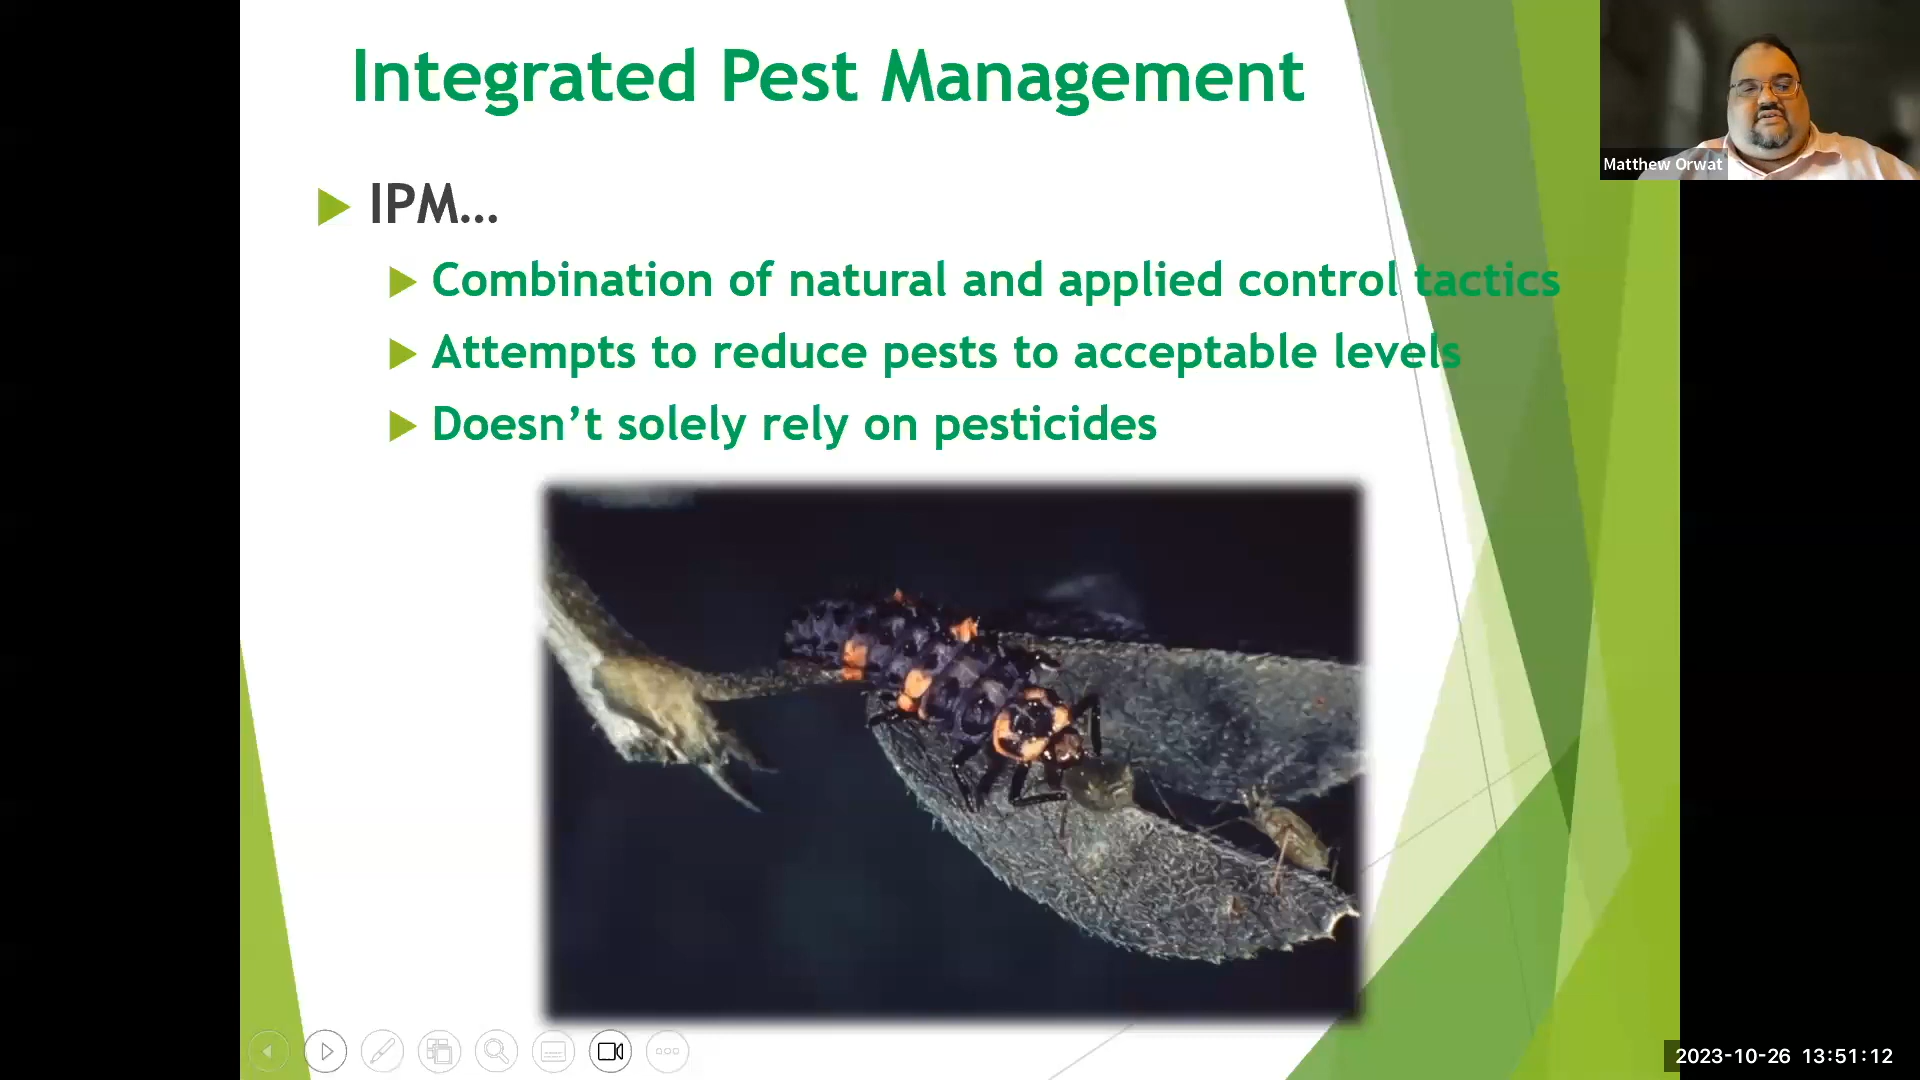 Integrated Pest Management
Matthew Orwat
IPM…
Combination of natural and applied control tactics
Attempts to reduce pests to acceptable levels
Doesn’t solely rely on pesticides
2023-10-26 13:51:12